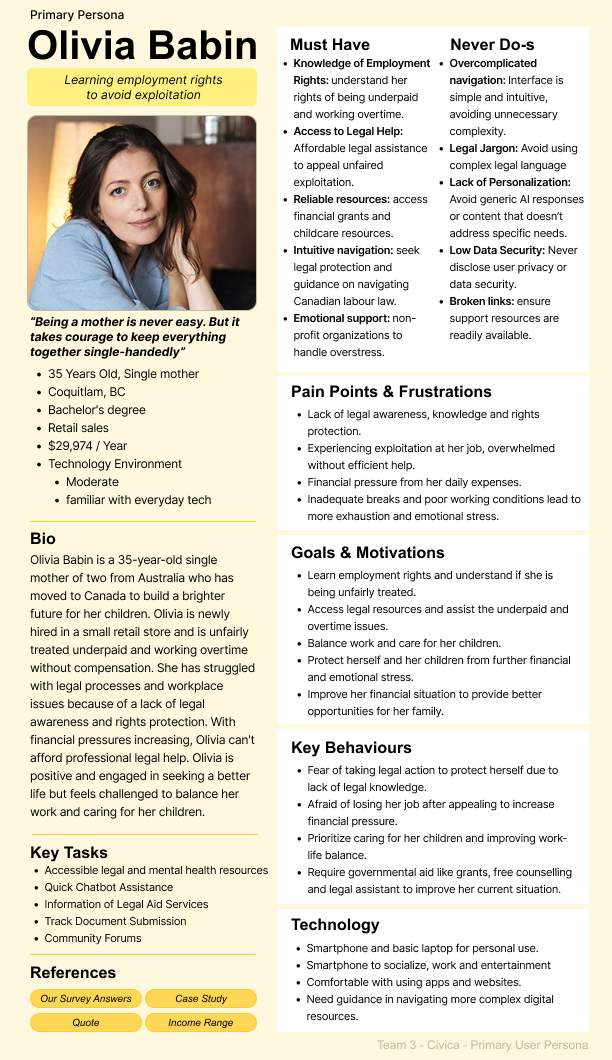 Primary Persona
Olivia Babin
Learning employment rights
to avoid exploitation
“Being a mother is never easy. But it
takes courage to keep everything
together single-handedly”
• 35 Years Old, Single mother
• Coquitlam, BC
• Bachelor's degree
• Retail sales
• $29,974 / Year
• Technology Environment
• Moderate
• familiar with everyday tech
Bio
Olivia Babin is a 35-year-old single
mother of two from Australia who has
moved to Canada to build a brighter
future for her children. Olivia is newly
hired in a small retail store and is unfairly
treated underpaid and working overtime
without compensation. She has struggled
with legal processes and workplace
issues because of a lack of legal
awareness and rights protection. With
financial pressures increasing, Olivia can't
afford professional legal help. Olivia is
positive and engaged in seeking a better
life but feels challenged to balance her
work and caring for her children.
Key Tasks
• Accessible legal and mental health resources
• Quick Chatbot Assistance
• Information of Legal Aid Services
• Track Document Submission
• Community Forums
References
Our Survey Answers
Case Study
Quote
Income Range
Must Have
• Knowledge of Employment
Rights: understand her
rights of being underpaid
and working overtime.
• Access to Legal Help:
Affordable legal assistance
to appeal unfaired
exploitation.
• Reliable resources: access
financial grants and
childcare resources.
• Intuitive navigation: seek
legal protection and
guidance on navigating
Canadian labour law.
• Emotional support: non-
profit organizations to
handle overstress.
Never Do-s
• Overcomplicated
navigation: Interface is
simple and intuitive,
avoiding unnecessary
complexity.
• Legal Jargon: Avoid using
complex legal language
• Lack of Personalization:
Avoid generic AI responses
or content that doesn’t
address specific needs.
• Low Data Security: Never
disclose user privacy or
data security.
• Broken links: ensure
support resources are
readily available.
Pain Points & Frustrations
• Lack of legal awareness, knowledge and rights
protection.
• Experiencing exploitation at her job, overwhelmed
without efficient help.
• Financial pressure from her daily expenses.
• Inadequate breaks and poor working conditions lead to
more exhaustion and emotional stress.
Goals & Motivations
• Learn employment rights and understand if she is
being unfairly treated.
• Access legal resources and assist the underpaid and
overtime issues.
• Balance work and care for her children.
• Protect herself and her children from further financial
and emotional stress.
• Improve her financial situation to provide better
opportunities for her family.
Key Behaviours
• Fear of taking legal action to protect herself due to
lack of legal knowledge.
• Afraid of losing her job after appealing to increase
financial pressure.
• Prioritize caring for her children and improving work-
life balance.
• Require governmental aid like grants, free counselling
and legal assistant to improve her current situation.
Technology
• Smartphone and basic laptop for personal use.
• Smartphone to socialize, work and entertainment
• Comfortable with using apps and websites.
• Need guidance in navigating more complex digital
resources.
Team 3 - Civica - Primary User Persona